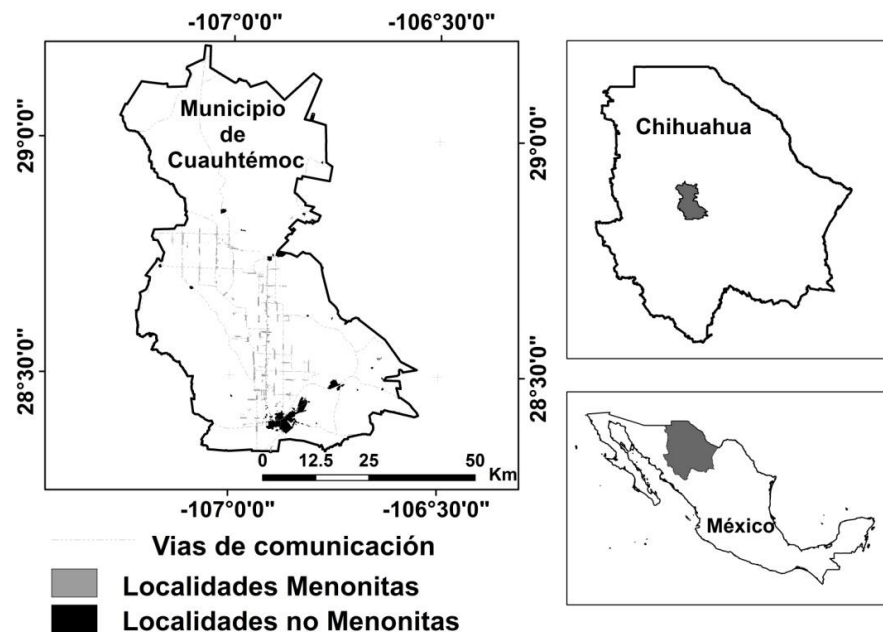 -107°0'0"
-106°30'0"
Municipio
de
Cuauhtémoc
29°0'0"
29°0'0"
28°30'0"
28°30'0"
0 12.5 25 50
Km
-107°0'0"
-106°30'0"
Vias de comunicación
Localidades Menonitas
Localidades no Menonitas
Chihuahua
México